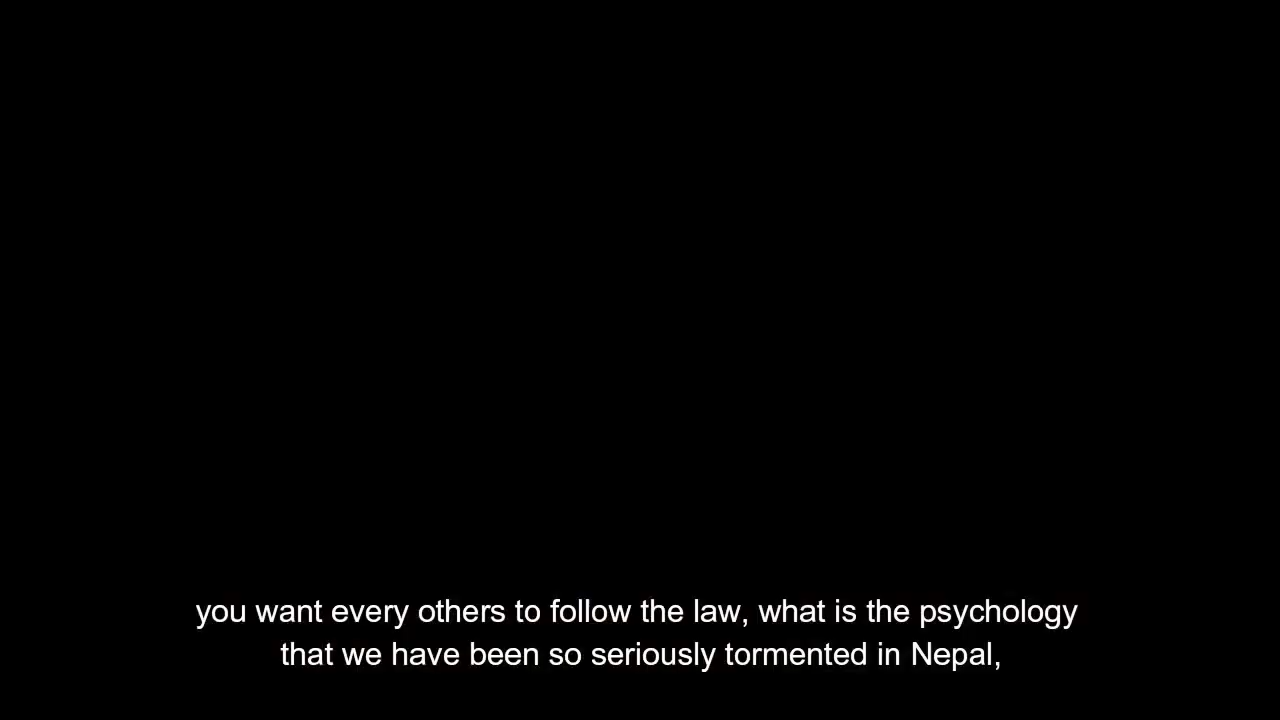 you want every others to follow the law, what is the psychology
that we have been so seriously tormented in Nepal,